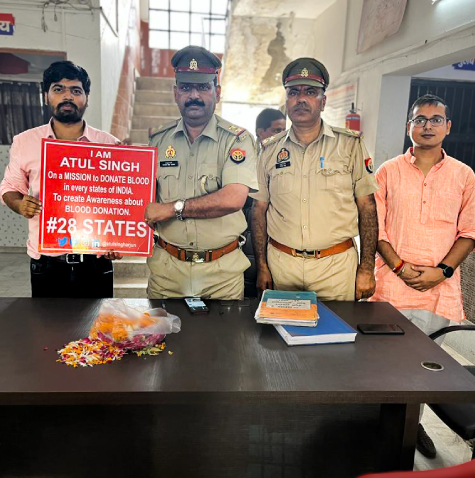 I AM
ATUL SINGH
On a MISSION to DONATE BLOOD
in every states of INDIA.
To create Awareness about
BLOOD DONATION.
#28 STATES